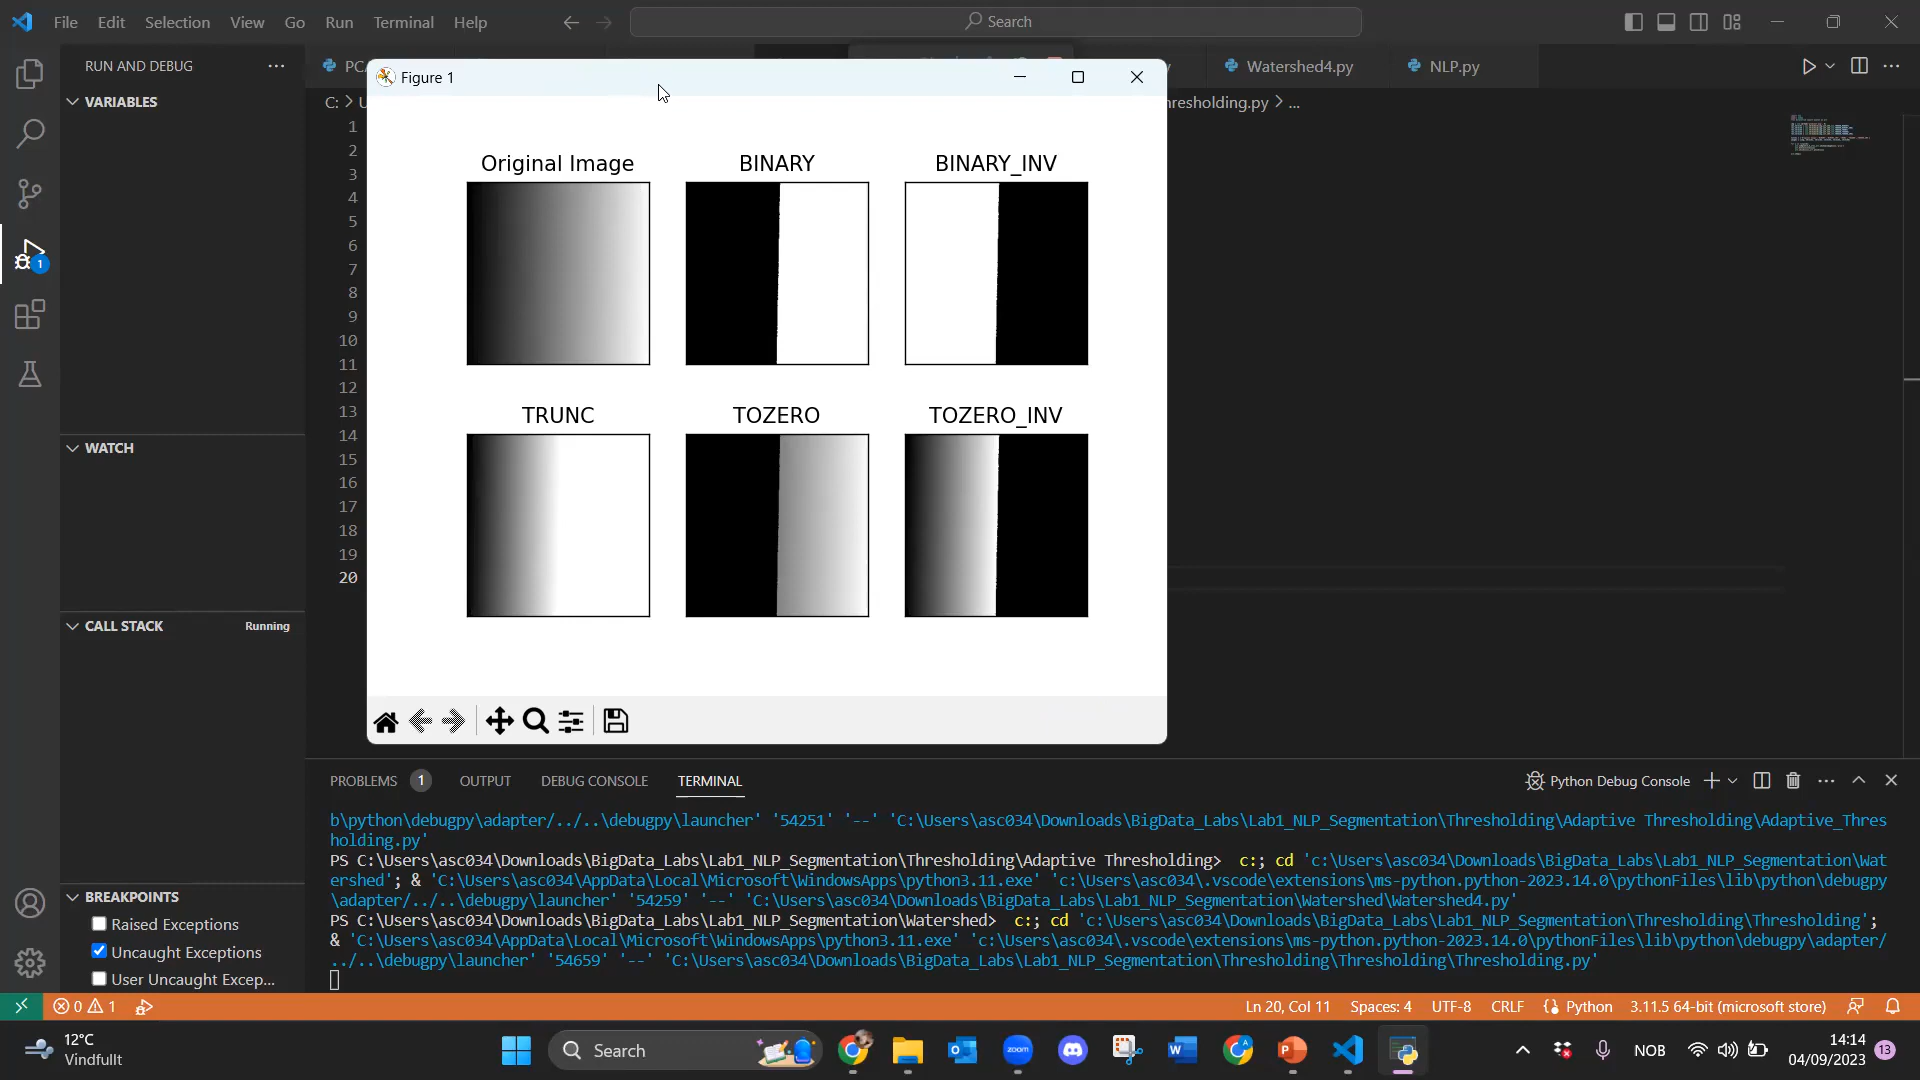 File Edit Selection View Go Run Terminal Help
Search
RUN AND DEBUG
Watershed4.py
NLP.py
Figure 1
VARIABLES
C:
hresholding.py > ...
1
2
3
4
5
6
7
8
9
10
11
12
13
14
15
16
17
18
19
20
Original Image
BINARY
BINARY_INV
TRUNC
TOZERO
TOZERO_INV
WATCH
CALL STACK
Running
BREAKPOINTS
Raised Exceptions
Uncaught Exceptions
User Uncaught Excep...
PROBLEMS 1 OUTPUT DEBUG CONSOLE TERMINAL
Python Debug Console
b\python\debugpy\adapter/../..\debugpy\launcher' '54251' '--' 'C:\Users\asc034\Downloads\BigData_Labs\Lab1_NLP_Segmentation\Thresholding\Adaptive Thresholding\Adaptive_Thres
holding.py'
PS C:\Users\asc034\Downloads\BigData_Labs\Lab1_NLP_Segmentation\Thresholding\Adaptive Thresholding> c:; cd 'c:\Users\asc034\Downloads\BigData_Labs\Lab1_NLP_Segmentation\Wat
ershed'; & 'C:\Users\asc034\AppData\Local\Microsoft\WindowsApps\python3.11.exe' 'c:\Users\asc034\.vscode\extensions\ms-python.python-2023.14.0\pythonFiles\lib\python\debugpy
\adapter/../..\debugpy\launcher' '54259' '--' 'C:\Users\asc034\Downloads\BigData_Labs\Lab1_NLP_Segmentation\Watershed\Watershed4.py'
PS C:\Users\asc034\Downloads\BigData_Labs\Lab1_NLP_Segmentation\Watershed> c:; cd 'c:\Users\asc034\Downloads\BigData_Labs\Lab1_NLP_Segmentation\Thresholding\Thresholding';
& 'C:\Users\asc034\AppData\Local\Microsoft\WindowsApps\python3.11.exe' 'c:\Users\asc034\.vscode\extensions\ms-python.python-2023.14.0\pythonFiles\lib\python\debugpy\adapter/
../..\debugpy\launcher' '54659' '--' 'C:\Users\asc034\Downloads\BigData_Labs\Lab1_NLP_Segmentation\Thresholding\Thresholding\Thresholding.py'
0 1
Ln 20, Col 11 Spaces: 4 UTF-8 CRLF Python 3.11.5 64-bit (microsoft store)
12°C
Vindfullt
Search
zoom
NOB
14:14
04/09/2023
13